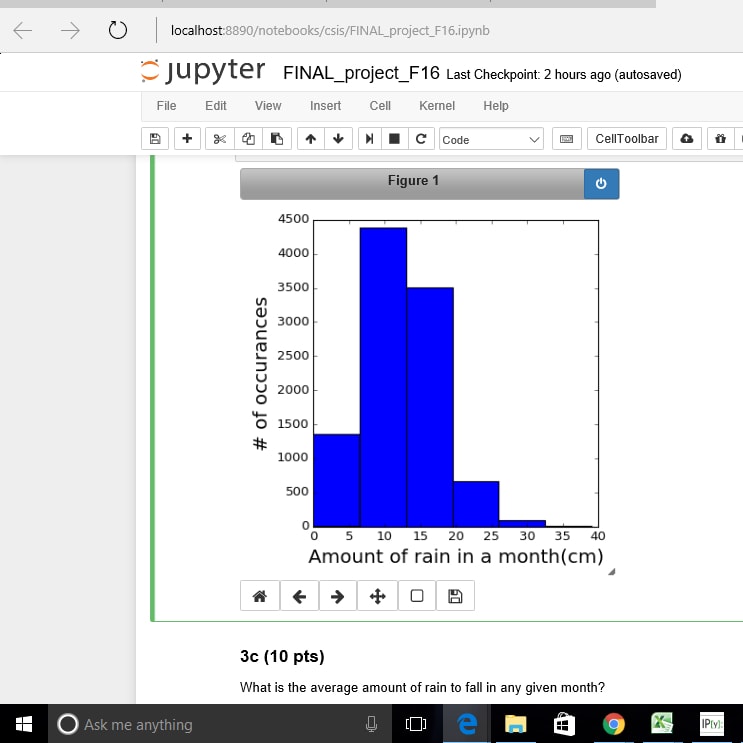 localhost:8890/notebooks/csis/FINAL_project_F16.ipynb
jupyter FINAL_project_F16 Last Checkpoint: 2 hours ago (autosaved)
File Edit View Insert Cell Kernel Help
Code CellToolbar
Figure 1
4500
4000
3500
3000
2500
2000
1500
1000
500
0
# of occurances
0 5 10 15 20 25 30 35 40
Amount of rain in a month(cm)
3c (10 pts)
What is the average amount of rain to fall in any given month?
Ask me anything
IP[y]: